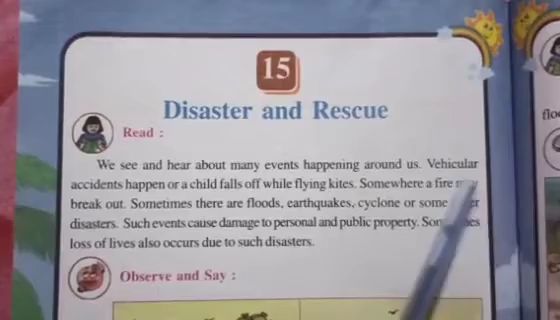 15
Disaster and Rescue
Read :
We see and hear about many events happening around us. Vehicular
accidents happen or a child falls off while flying kites. Somewhere a fire
break out. Sometimes there are floods, earthquakes, cyclone or some
disasters. Such events cause damage to personal and public property.
loss of lives also occurs due to such disasters.
Observe and Say :